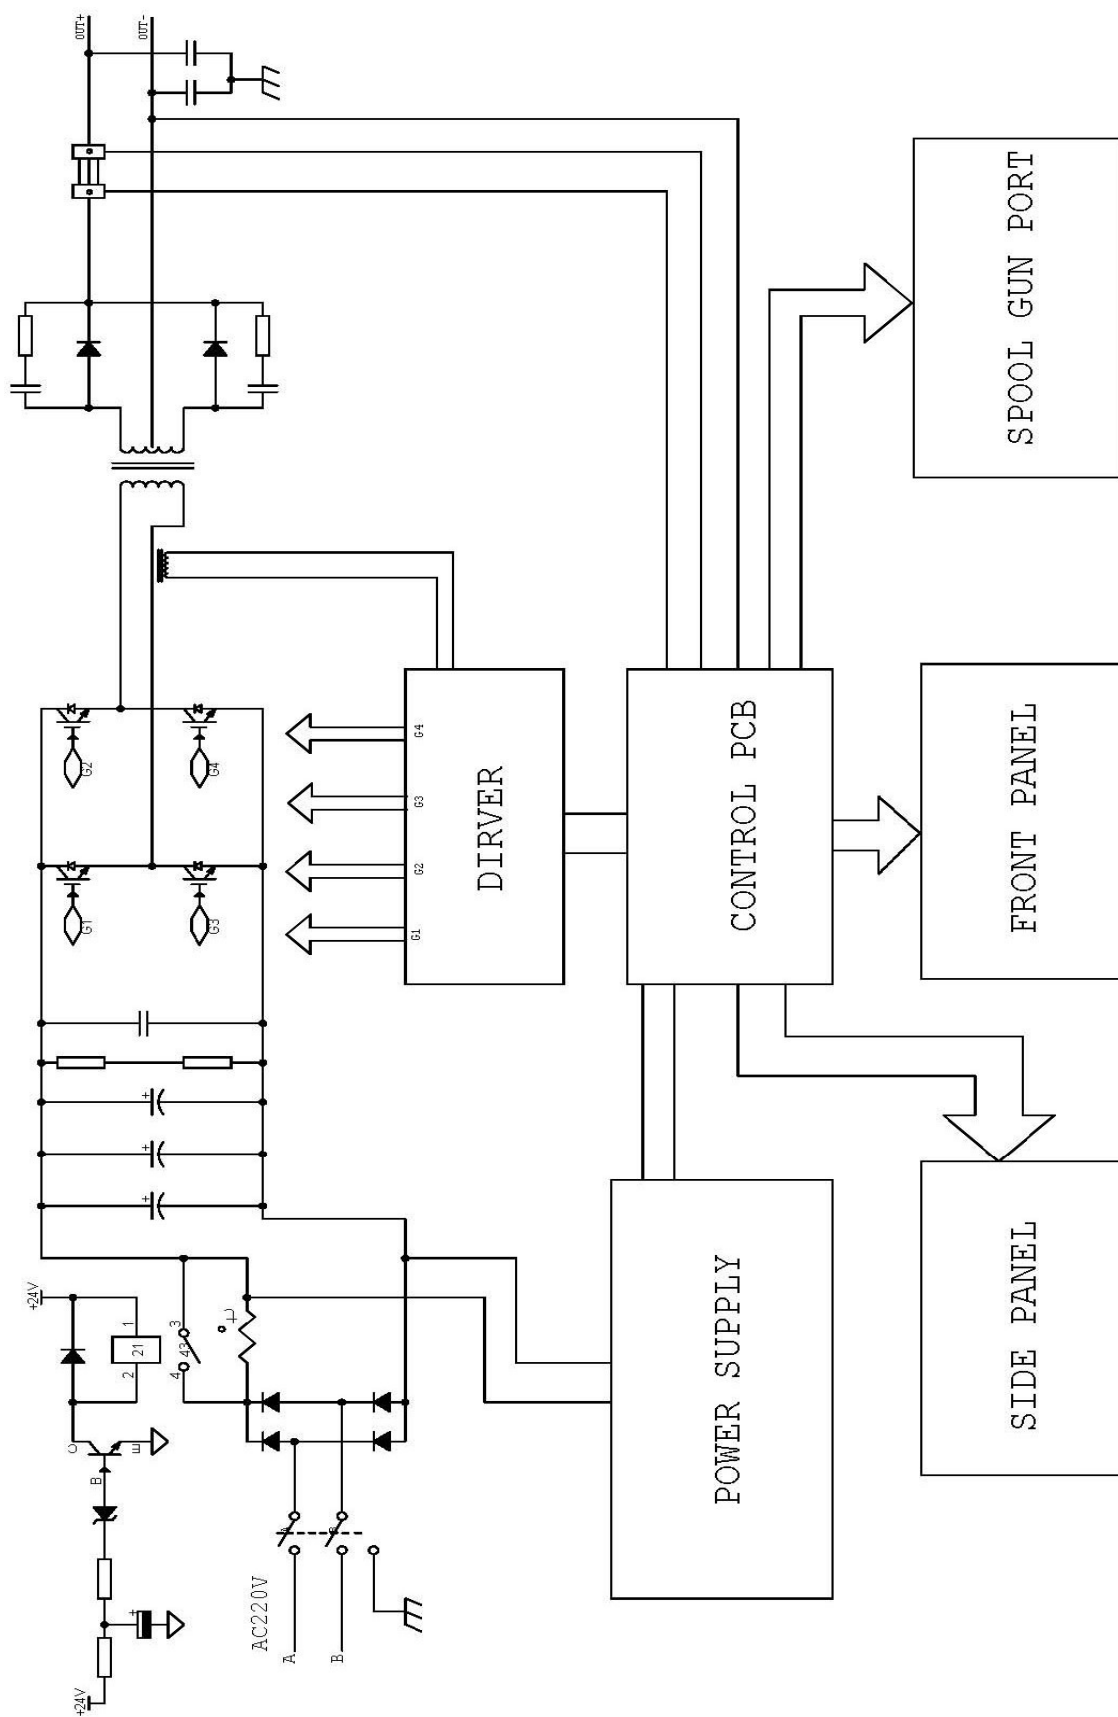 +24V
+24V
C
B
E
2
21
1
+
+
+
+
G1
G2
OUT+
OUT-
4
43
3
G3
G4
AC220V
A
B
G1
G2
G3
G4
DIRVER
POWER SUPPLY
CONTROL PCB
SIDE PANEL
FRONT PANEL
SPOOL GUN PORT